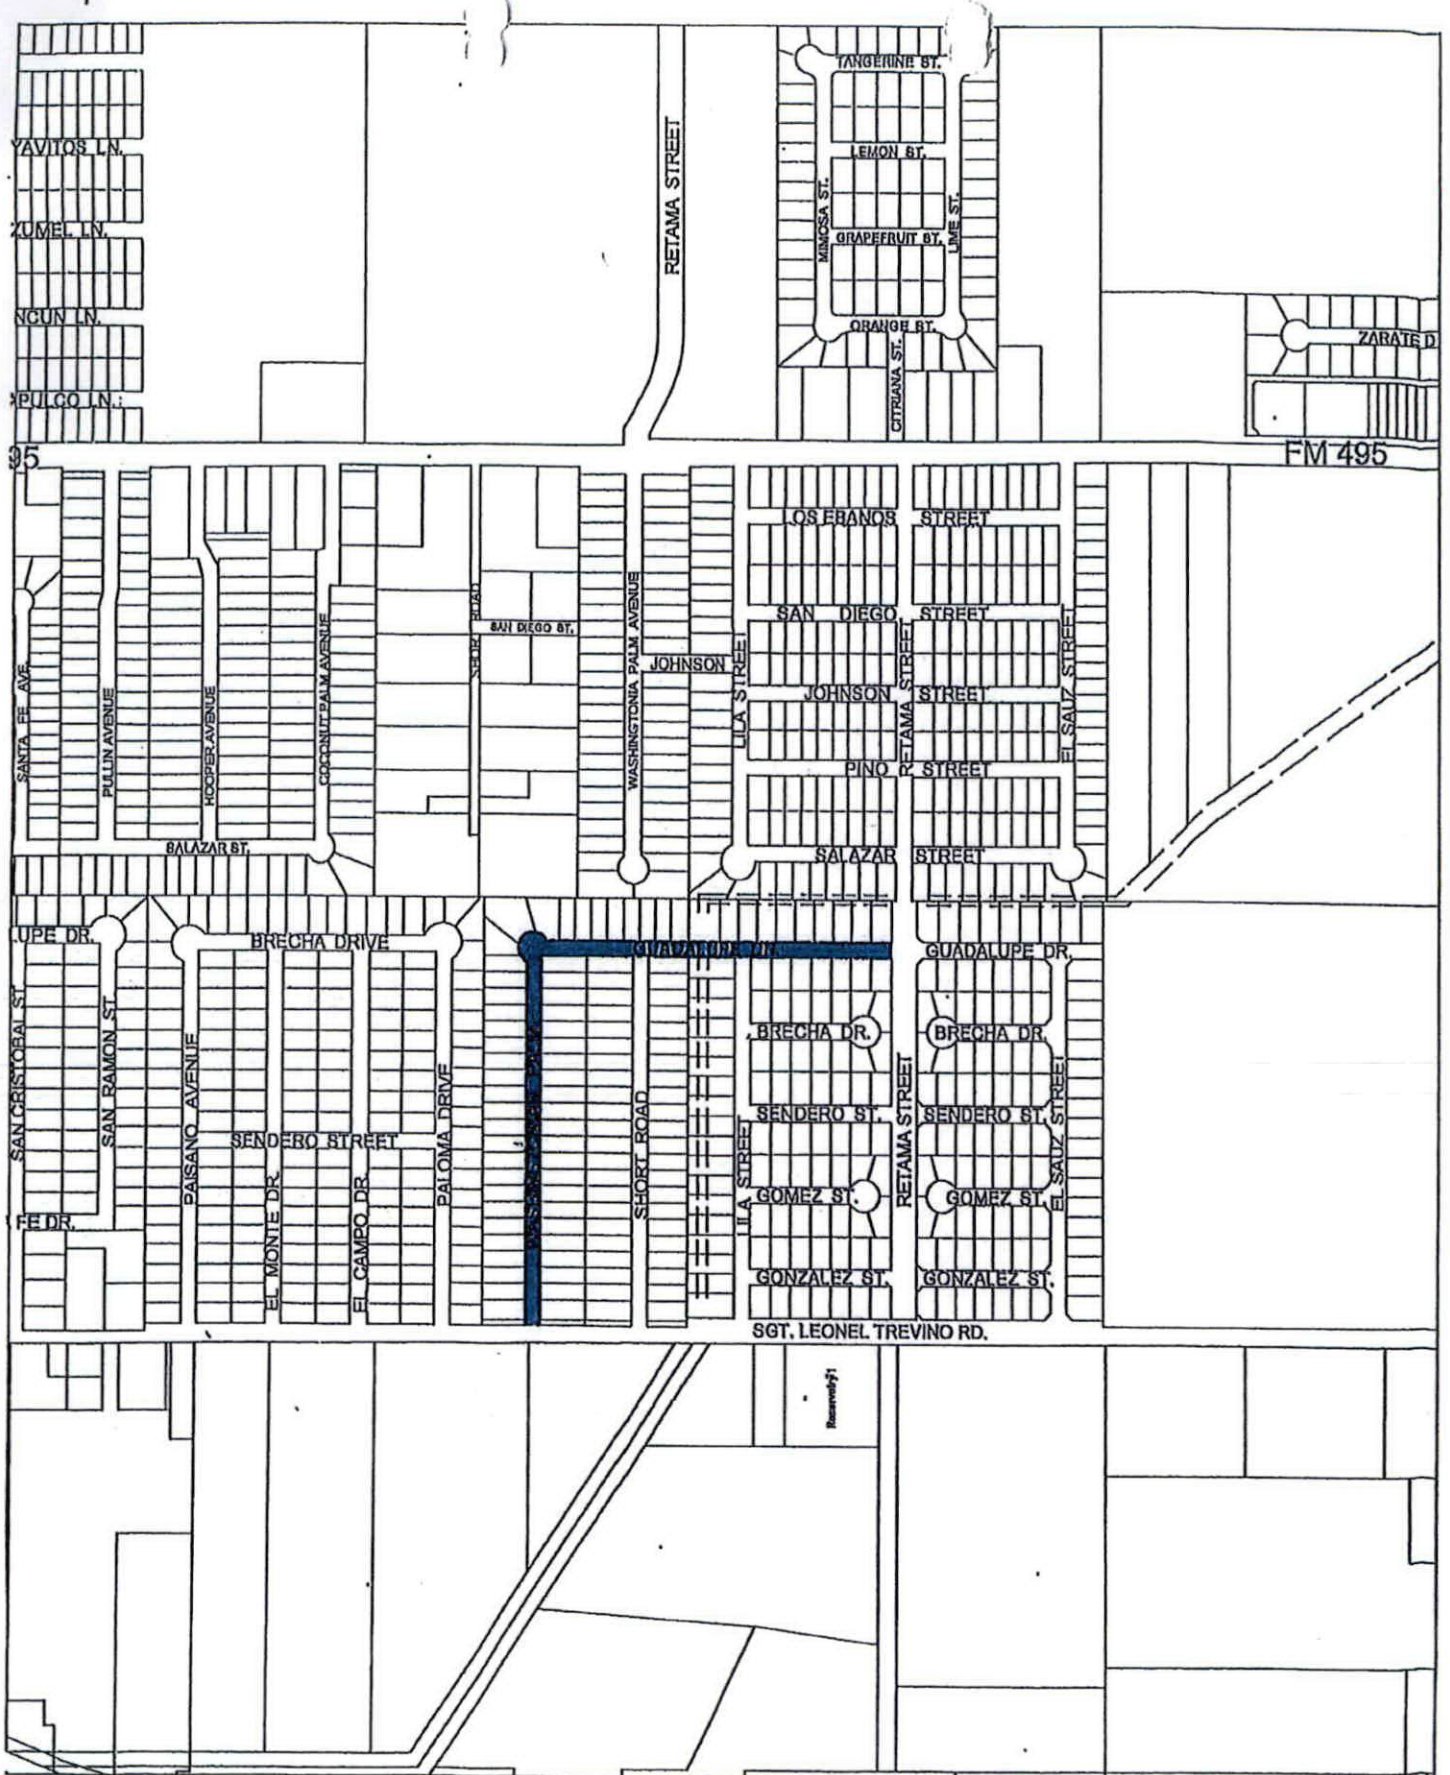 TANGERINE ST.
YAVITOS LN.
LEMON ST.
RETAMA STREET
MIMOSA ST.
LIME ST.
ZUMEL LN.
GRAPEFRUIT ST.
NCUN LN.
ORANGE ST.
ZARATE D
CITRIANA ST.
PULCO LN.
95
FM 495
LOS EBANOS STREET
SAN DIEGO STREET
SAN DIEGO ST.
SHORT ROAD
WASHINGTONIA PALM AVENUE
JOHNSON
LILA STREET
JOHNSON STREET
RETAMA STREET
EL SAUZ STREET
SANTA FE AVE.
PULLIN AVENUE
HOOPER AVENUE
COCONUT PALM AVENUE
PINO STREET
SALAZAR ST.
SALAZAR STREET
LUPE DR.
BRECHA DRIVE
GUADALUPE DR.
BRECHA DR.
BRECHA DR.
SAN CRISTOBAL ST.
SAN RAMON ST.
PAISANO AVENUE
PALOMA DRIVE
SHORT ROAD
SENDERO STREET
SENDERO ST.
SENDERO ST.
LILA STREET
RETAMA STREET
EL SAUZ STREET
GOMEZ ST.
GOMEZ ST.
FE DR.
EL MONTE DR.
EL CAMPO DR.
GONZALEZ ST.
GONZALEZ ST.
SGT. LEONEL TREVINO RD.